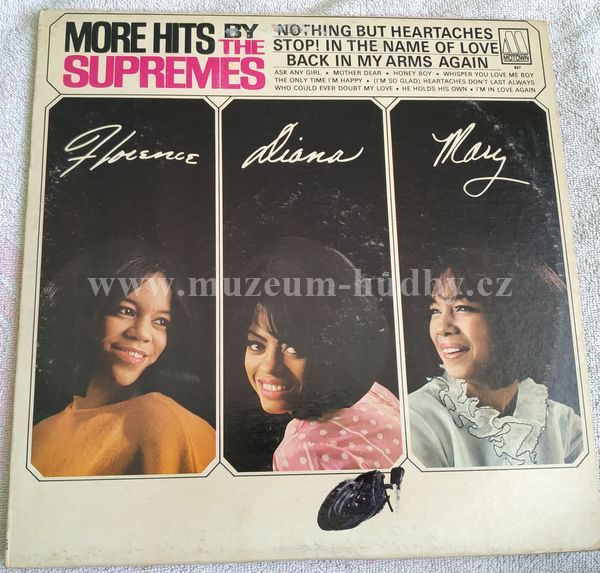 MORE HITS BY THE SUPREMES
NOTHING BUT HEARTACHES
STOP! IN THE NAME OF LOVE
BACK IN MY ARMS AGAIN
ASK ANY GIRL • MOTHER DEAR • HONEY BOY • WHISPER YOU LOVE ME BOY
THE ONLY TIME I'M HAPPY • (I'M SO GLAD) HEARTACHES DON'T LAST ALWAYS
WHO COULD EVER DOUBT MY LOVE • HE HOLDS HIS OWN • I'M IN LOVE AGAIN
M
MOTOWN
627
Florence Diana Mary
www.muzeum-hudby.cz